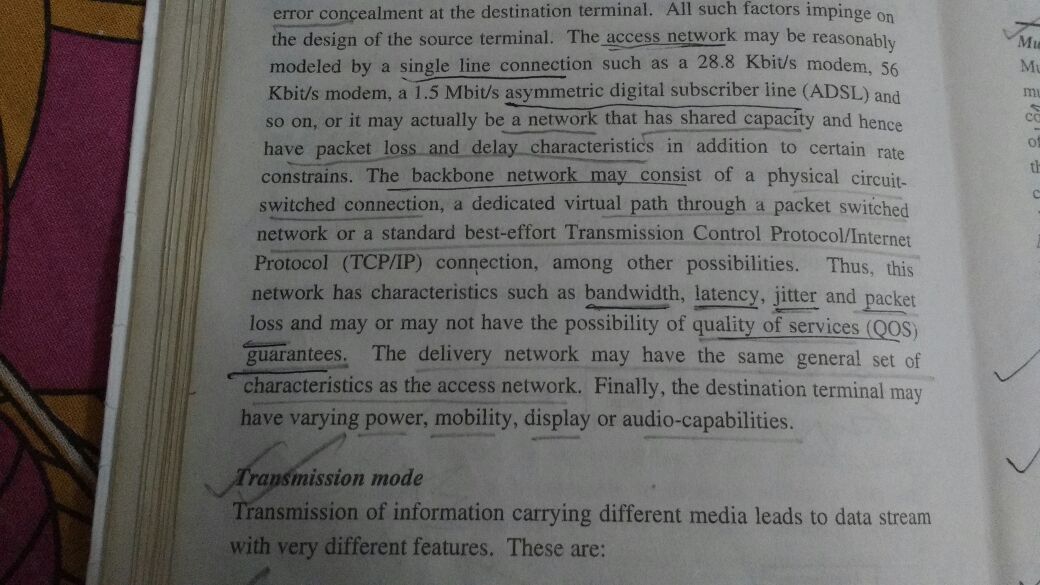 error concealment at the destination terminal. All such factors impinge on
the design of the source terminal. The access network may be reasonably
modeled by a single line connection such as a 28.8 Kbit/s modem, 56
Kbit/s modem, a 1.5 Mbit/s asymmetric digital subscriber line (ADSL) and
so on, or it may actually be a network that has shared capacity and hence
have packet loss and delay characteristics in addition to certain rate
constrains. The backbone network may consist of a physical circuit-
switched connection, a dedicated virtual path through a packet switched
network or a standard best-effort Transmission Control Protocol/Internet
Protocol (TCP/IP) connection, among other possibilities. Thus, this
network has characteristics such as bandwidth, latency, jitter and packet
loss and may or may not have the possibility of quality of services (QOS)
guarantees. The delivery network may have the same general set of
characteristics as the access network. Finally, the destination terminal may
have varying power, mobility, display or audio-capabilities.
Transmission mode
Transmission of information carrying different media leads to data stream
with very different features. These are: